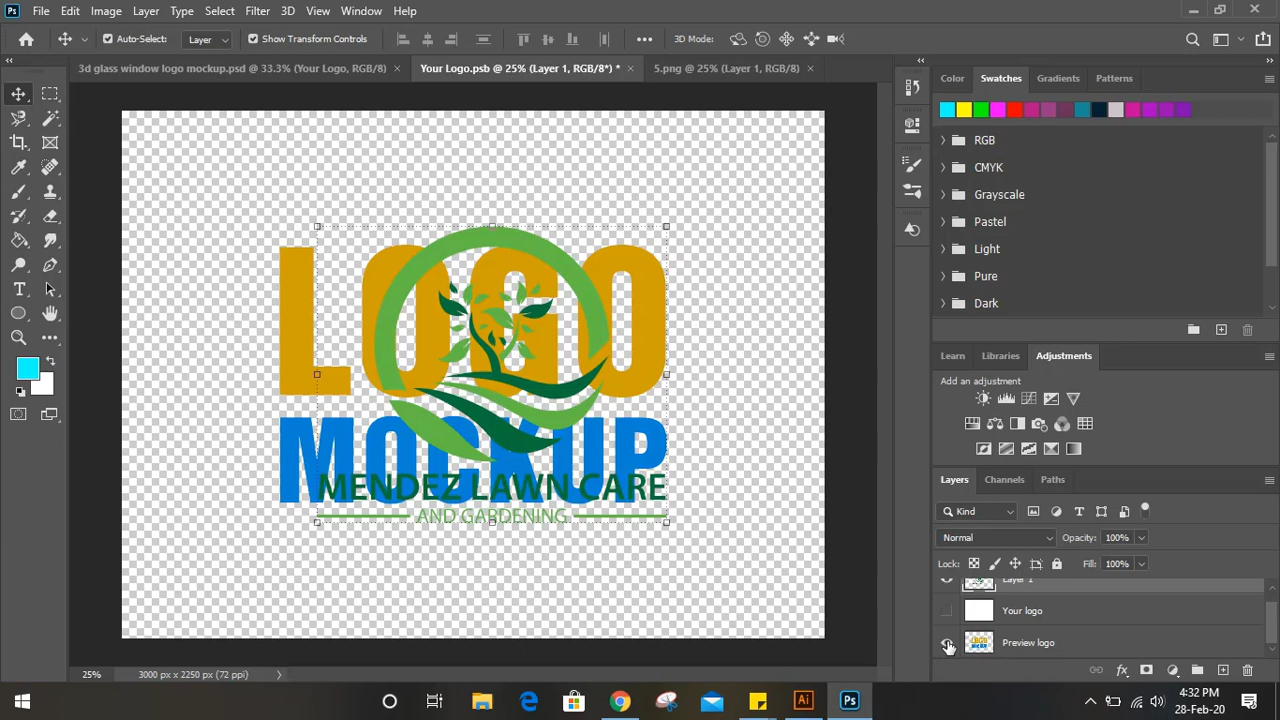 Ps File Edit Image Layer Type Select Filter 3D View Window Help
Auto-Select: Layer Show Transform Controls 3D Mode:
3d glass window logo mockup.psd @ 33.3% (Your Logo, RGB/8) × Your Logo.psb @ 25% (Layer 1, RGB/8*) * × 5.png @ 25% (Layer 1, RGB/8) ×
Color Swatches Gradients Patterns
RGB
CMYK
Grayscale
Pastel
Light
Pure
Dark
LOGO
MOCKUP
MENDEZ LAWN CARE
AND GARDENING
Learn Libraries Adjustments
Add an adjustment
Layers Channels Paths
Kind
Normal Opacity: 100%
Lock: Fill: 100%
Layer 1
Your logo
Preview logo
25% 3000 px x 2250 px (72 ppi)
Ai Ps
4:32 PM
28-Feb-20